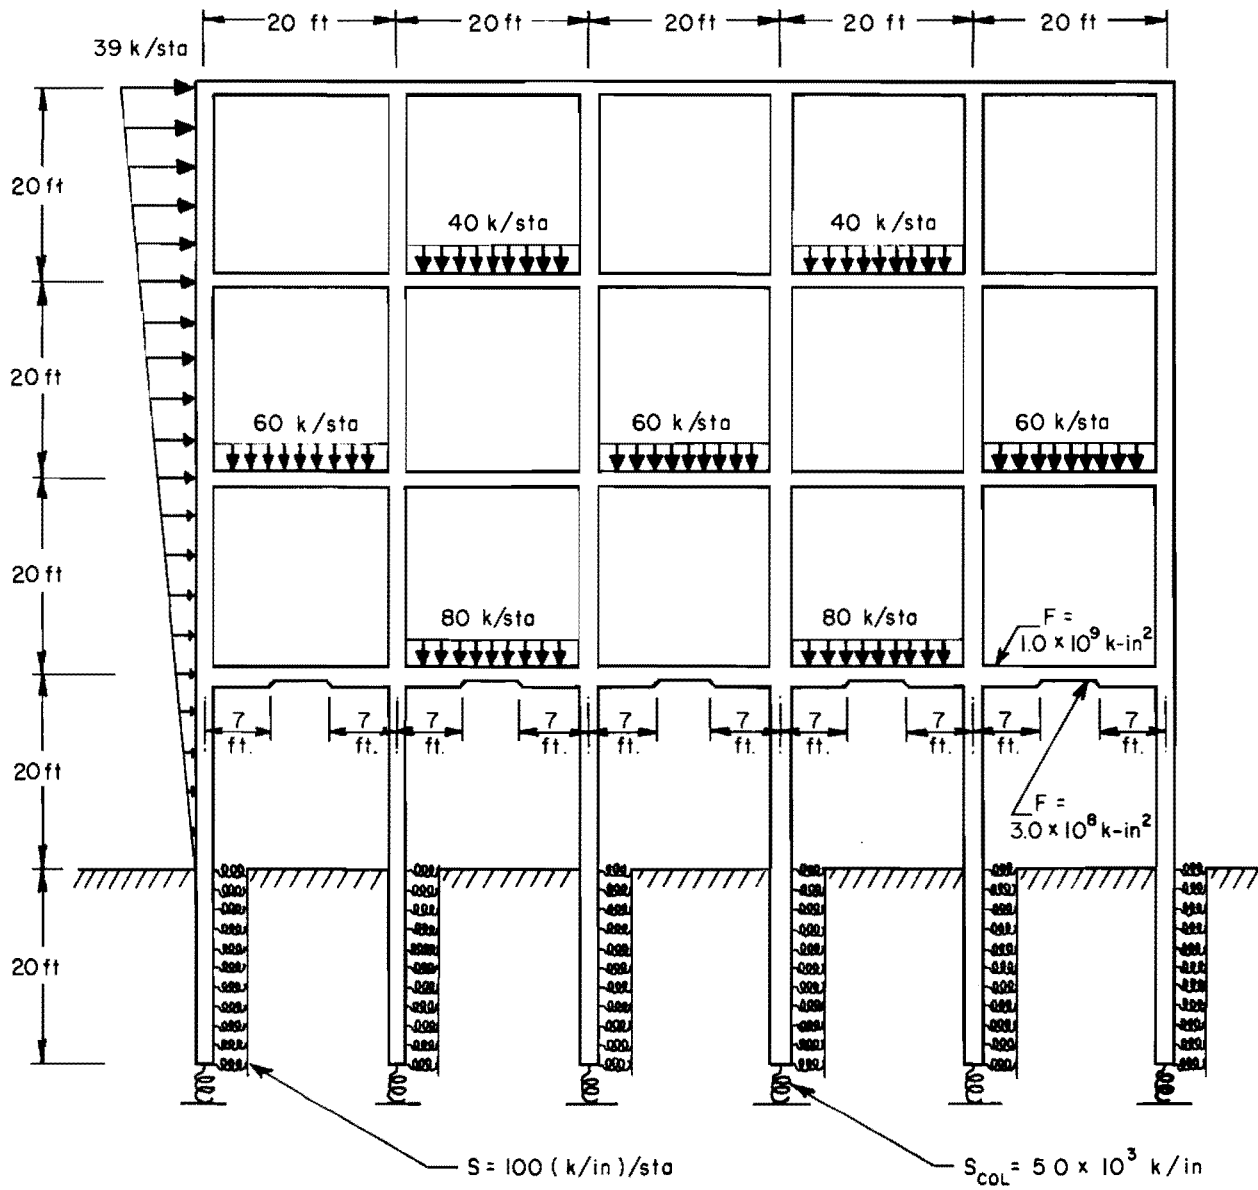 20 ft 20 ft 20 ft 20 ft 20 ft
39 k/sta
20 ft
40 k/sta 40 k/sta
20 ft
60 k/sta 60 k/sta 60 k/sta
20 ft
80 k/sta 80 k/sta
F =
1.0 × 10⁹ k-in²
7 7 7 7 7 7 7 7 7 7
ft. ft. ft. ft. ft. ft. ft. ft. ft. ft.
20 ft
F =
3.0 × 10⁸ k-in²
20 ft
S = 100 (k/in)/sta
S_COL = 5.0 × 10³ k/in